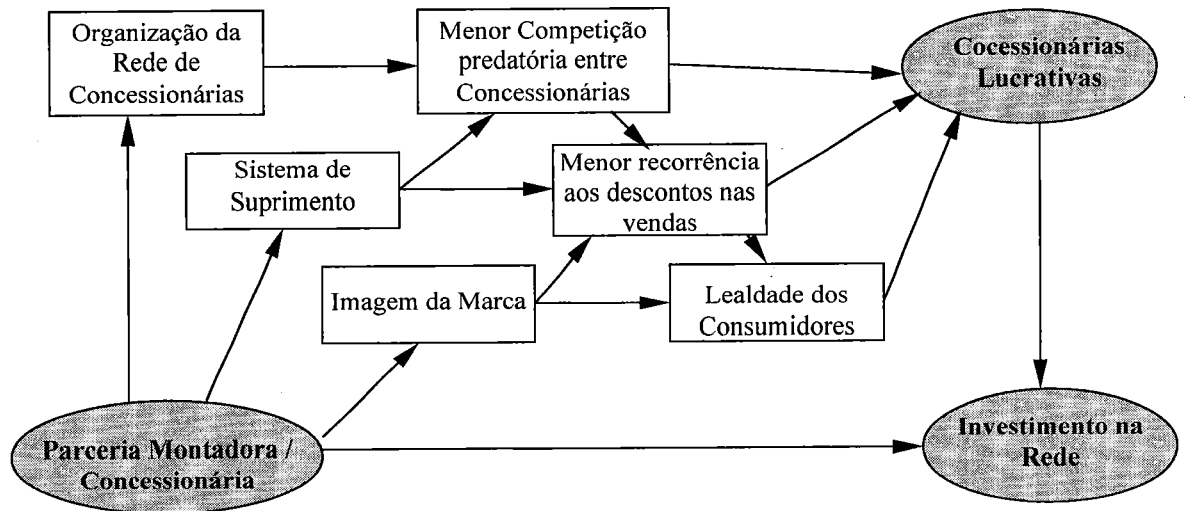 Organização da
Rede de
Concessionárias
Menor Competição
predatória entre
Concessionárias
Cocessionárias
Lucrativas
Sistema de
Suprimento
Menor recorrência
aos descontos nas
vendas
Imagem da Marca
Lealdade dos
Consumidores
Parceria Montadora /
Concessionária
Investimento na
Rede